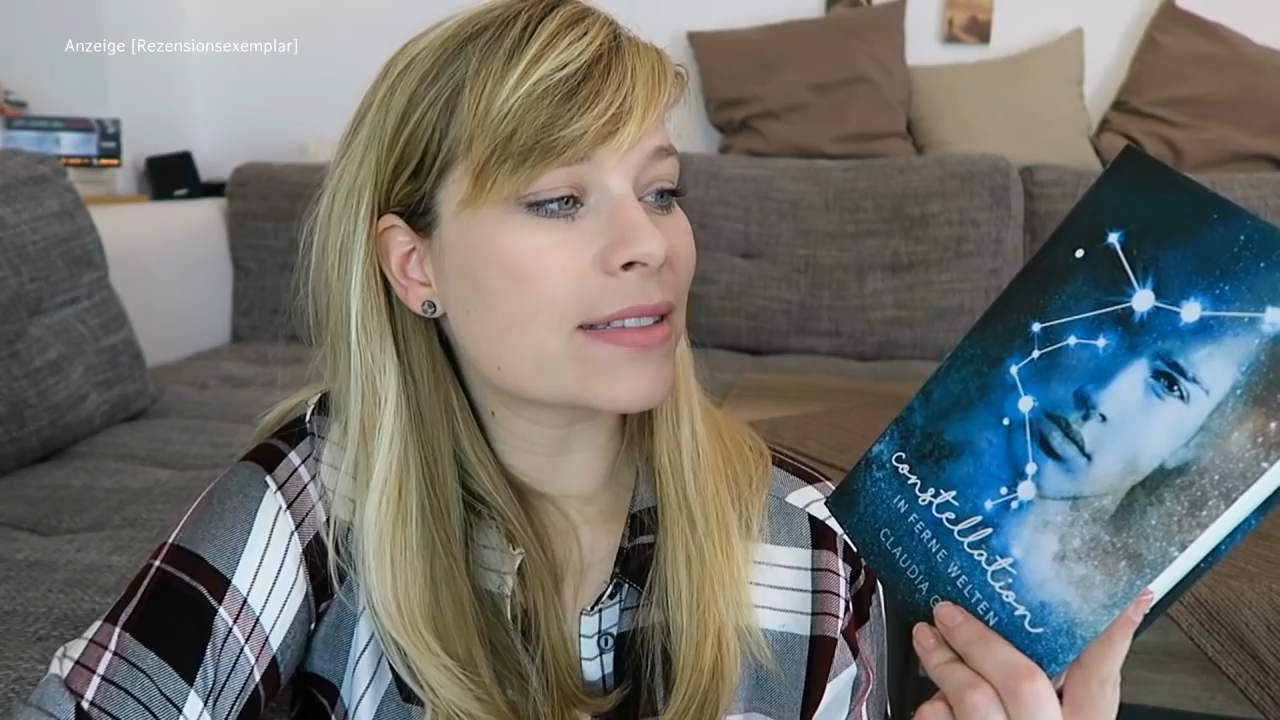 Anzeige [Rezensionsexemplar]
constellation
IN FERNE WELTEN
CLAUDIA